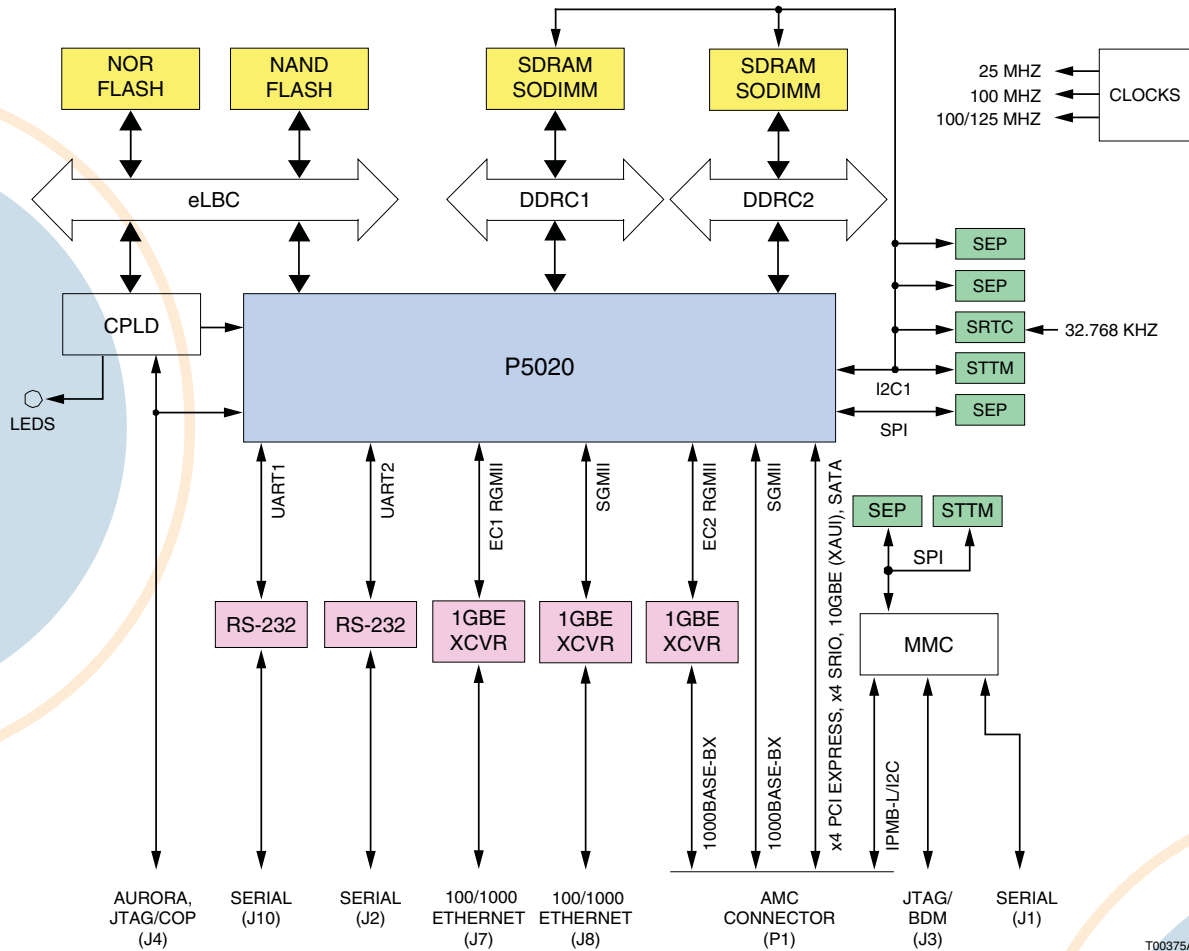 NOR
FLASH
NAND
FLASH
SDRAM
SODIMM
SDRAM
SODIMM
25 MHZ
100 MHZ
100/125 MHZ
CLOCKS
eLBC
DDRC1
DDRC2
SEP
SEP
SRTC
32.768 KHZ
STTM
SEP
I2C1
SPI
CPLD
P5020
LEDS
UART1
UART2
EC1 RGMII
SGMII
EC2 RGMII
SGMII
x4 PCI EXPRESS, x4 SRIO, 10GBE (XAUI), SATA
SEP
STTM
SPI
RS-232
RS-232
1GBE
XCVR
1GBE
XCVR
1GBE
XCVR
MMC
1000BASE-BX
1000BASE-BX
IPMB-L/I2C
AURORA,
JTAG/COP
(J4)
SERIAL
(J10)
SERIAL
(J2)
100/1000
ETHERNET
(J7)
100/1000
ETHERNET
(J8)
AMC
CONNECTOR
(P1)
JTAG/
BDM
(J3)
SERIAL
(J1)